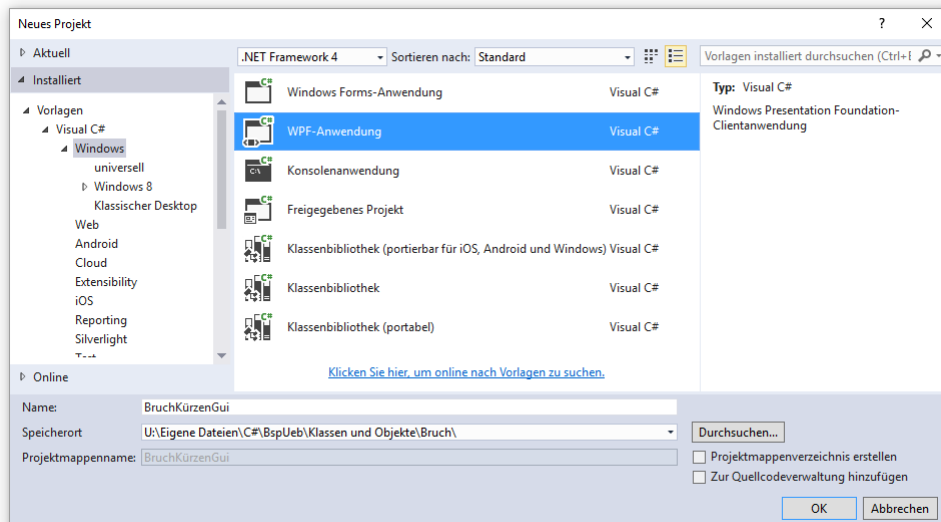 Neues Projekt
Aktuell
.NET Framework 4
Sortieren nach:
Standard
Vorlagen installiert durchsuchen (Ctrl+E
Installiert
Vorlagen
Visual C#
Windows
universell
Windows 8
Klassischer Desktop
Web
Android
Cloud
Extensibility
iOS
Reporting
Silverlight
Test
Online
Windows Forms-Anwendung Visual C#
WPF-Anwendung Visual C#
Konsolenanwendung Visual C#
Freigegebenes Projekt Visual C#
Klassenbibliothek (portierbar für iOS, Android und Windows) Visual C#
Klassenbibliothek Visual C#
Klassenbibliothek (portabel) Visual C#
Klicken Sie hier, um online nach Vorlagen zu suchen.
Typ: Visual C#
Windows Presentation Foundation-
Clientanwendung
Name: BruchKürzenGui
Speicherort U:\Eigene Dateien\C#\BspUeb\Klassen und Objekte\Bruch\
Durchsuchen...
Projektmappenname: BruchKürzenGui
Projektmappenverzeichnis erstellen
Zur Quellcodeverwaltung hinzufügen
OK
Abbrechen